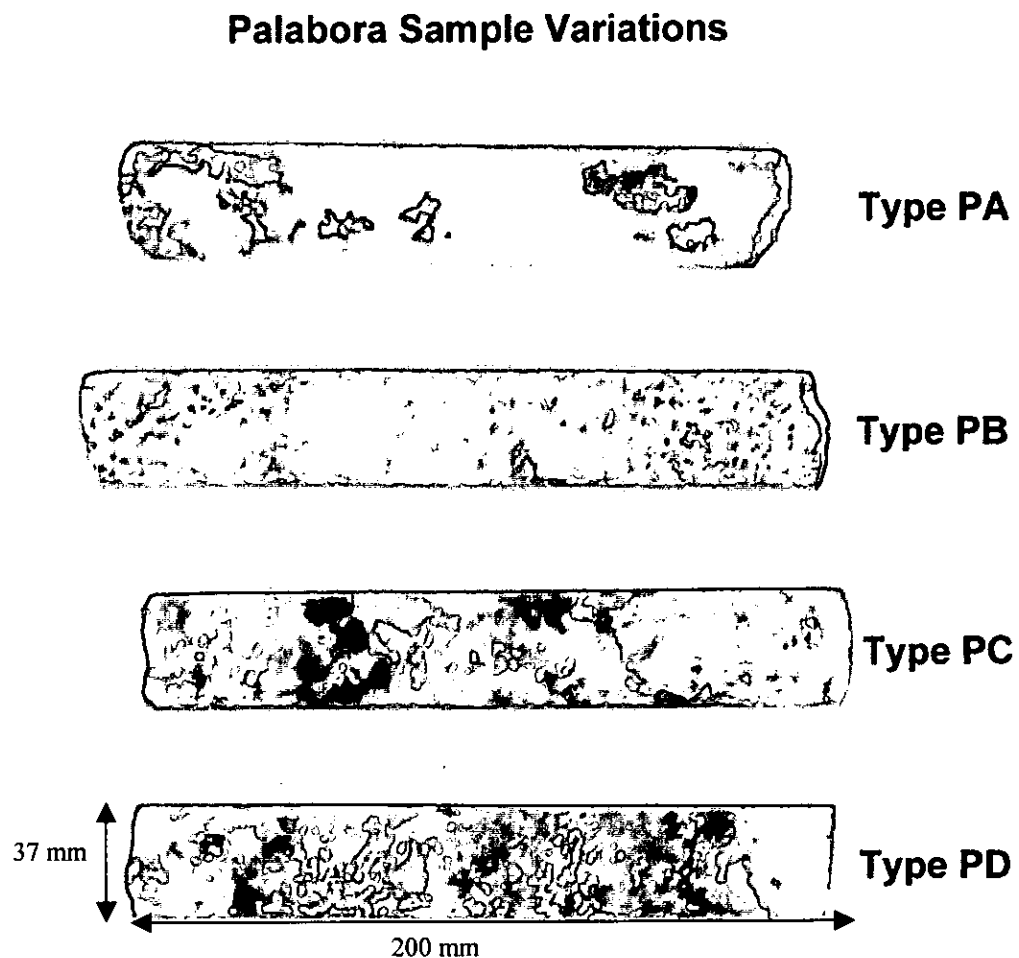 Palabora Sample Variations
Type PA
Type PB
Type PC
Type PD
37 mm
200 mm